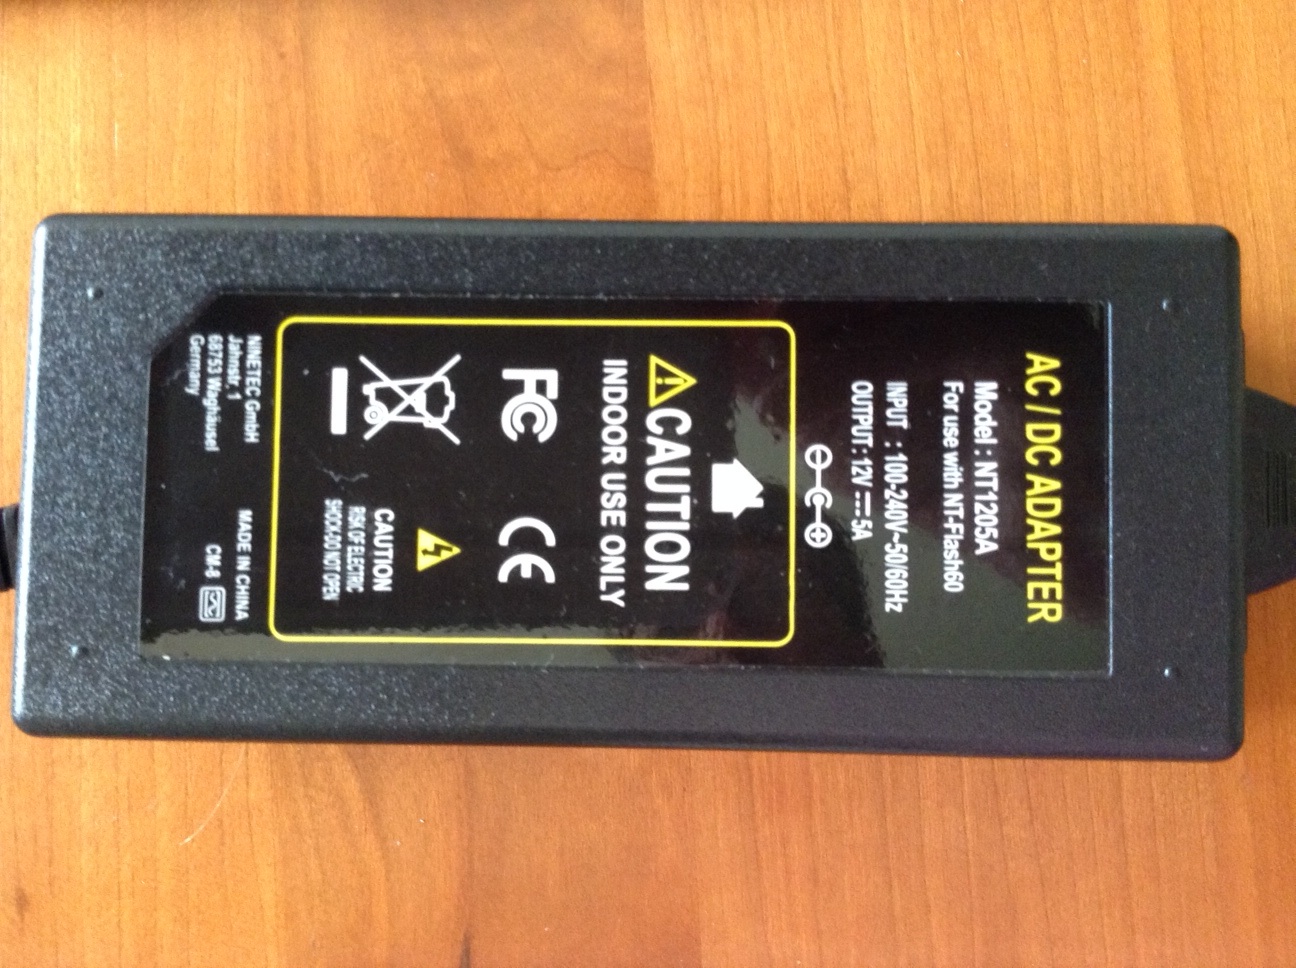 AC / DC ADAPTER
Model : NT1205A
For use with NT-Flash60
INPUT : 100-240V~50/60Hz
OUTPUT : 12V⎓5A
CAUTION
INDOOR USE ONLY
FC CE
CAUTION
RISK OF ELECTRIC
SHOCK-DO NOT OPEN
NINETEC GmbH
Jahnstr. 1
68753 Waghäusel
Germany
MADE IN CHINA
CM-8